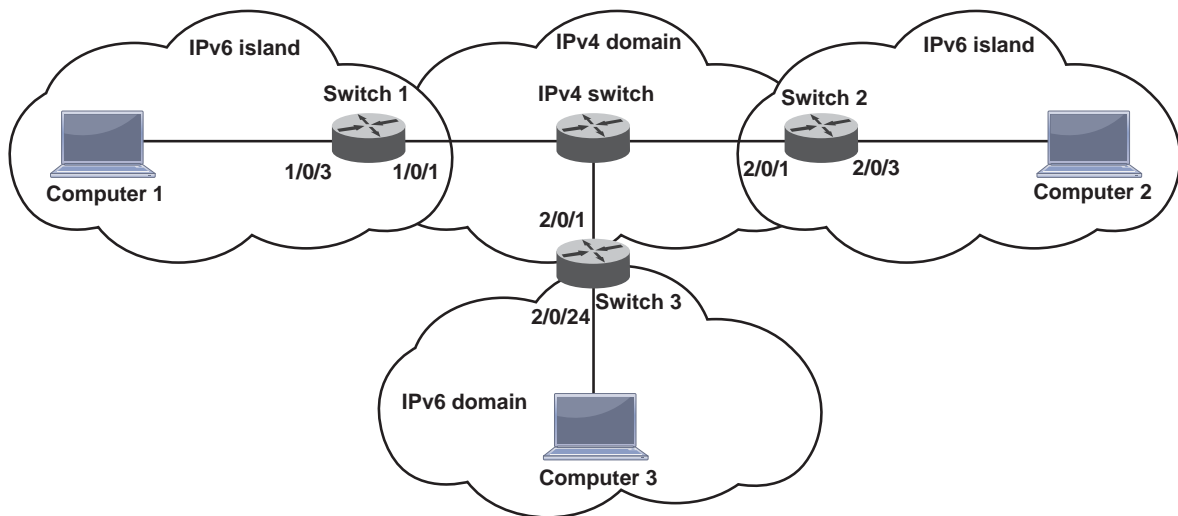 IPv6 island
IPv4 domain
IPv6 island
Switch 1
IPv4 switch
Switch 2
1/0/3
1/0/1
2/0/1
2/0/3
Computer 1
Computer 2
2/0/1
Switch 3
2/0/24
IPv6 domain
Computer 3